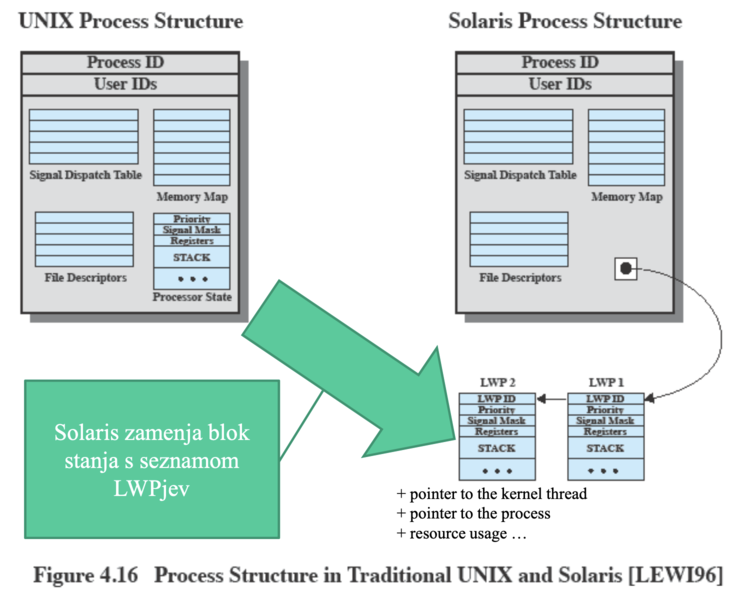 UNIX Process Structure
Process ID
User IDs
Signal Dispatch Table
Memory Map
File Descriptors
Priority
Signal Mask
Registers
STACK
• • •
Processor State
Solaris Process Structure
Process ID
User IDs
Signal Dispatch Table
Memory Map
File Descriptors
Solaris zamenja blok
stanja s seznamom
LWPjev
LWP 2
LWP ID
Priority
Signal Mask
Registers
STACK
• • •
LWP 1
LWP ID
Priority
Signal Mask
Registers
STACK
• • •
+ pointer to the kernel thread
+ pointer to the process
+ resource usage …
Figure 4.16 Process Structure in Traditional UNIX and Solaris [LEWI96]